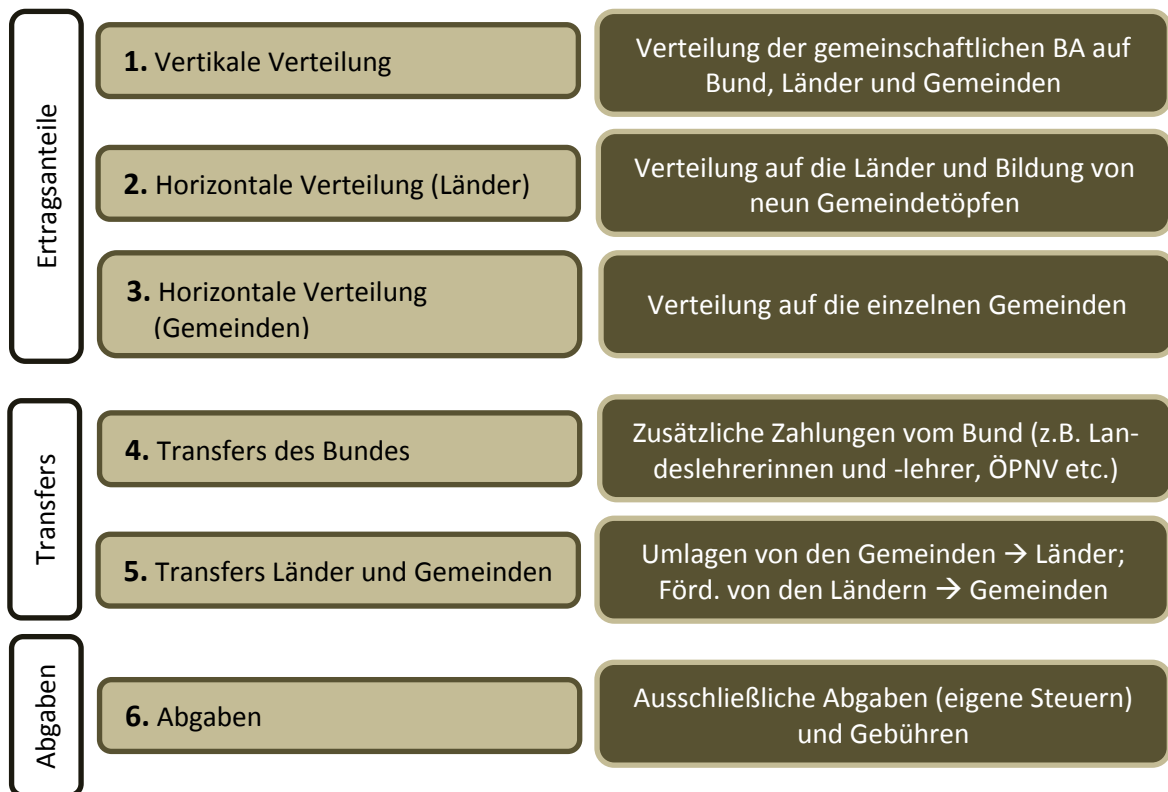 Ertragsanteile
1. Vertikale Verteilung
Verteilung der gemeinschaftlichen BA auf
Bund, Länder und Gemeinden
2. Horizontale Verteilung (Länder)
Verteilung auf die Länder und Bildung von
neun Gemeindetöpfen
3. Horizontale Verteilung
(Gemeinden)
Verteilung auf die einzelnen Gemeinden
Transfers
4. Transfers des Bundes
Zusätzliche Zahlungen vom Bund (z.B. Lan-
deslehrerinnen und -lehrer, ÖPNV etc.)
5. Transfers Länder und Gemeinden
Umlagen von den Gemeinden → Länder;
Förd. von den Ländern → Gemeinden
Abgaben
6. Abgaben
Ausschließliche Abgaben (eigene Steuern)
und Gebühren